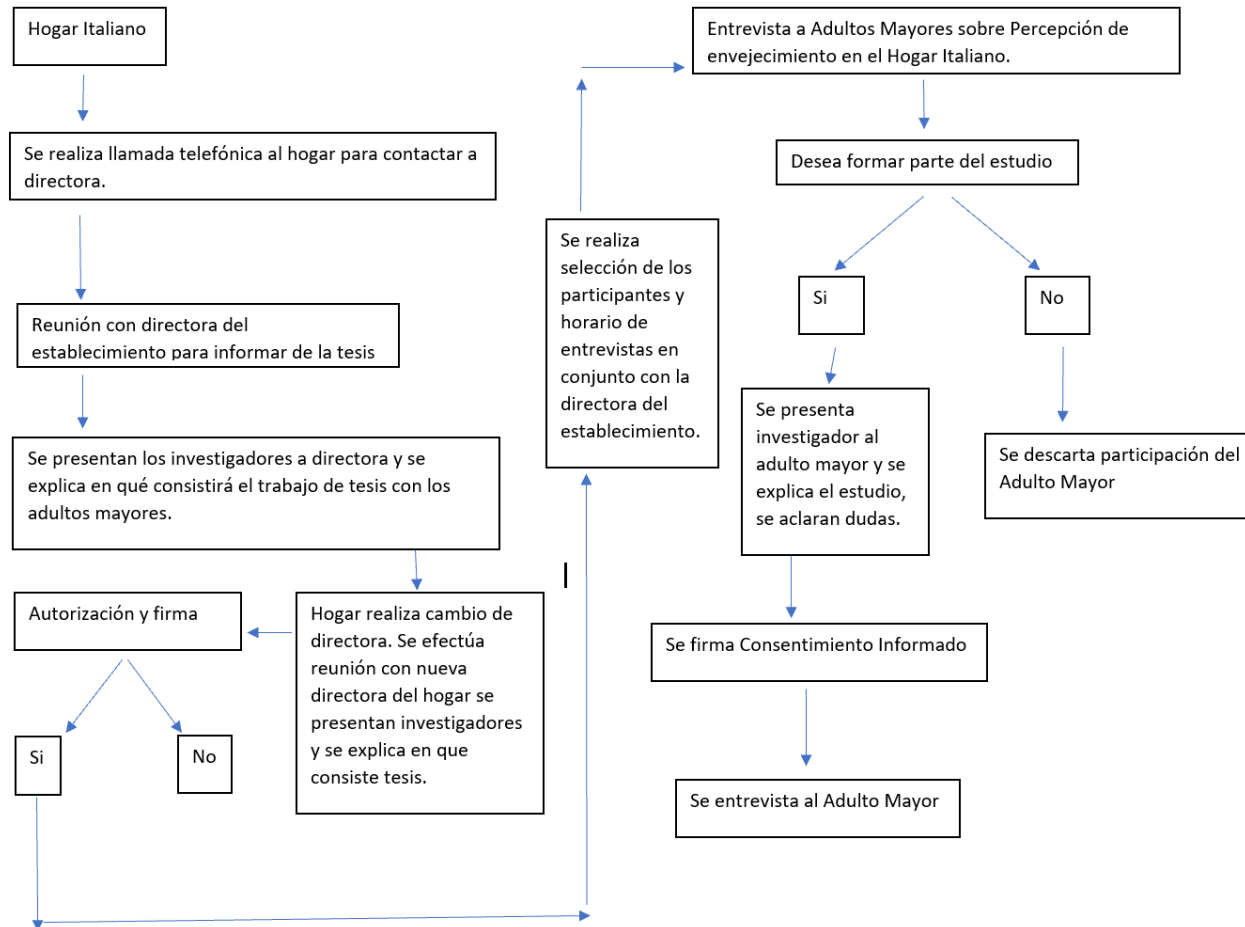 Hogar Italiano
Se realiza llamada telefónica al hogar para contactar a
directora.
Reunión con directora del
establecimiento para informar de la tesis
Se presentan los investigadores a directora y se
explica en qué consistirá el trabajo de tesis con los
adultos mayores.
Hogar realiza cambio de
directora. Se efectúa
reunión con nueva
directora del hogar se
presentan investigadores
y se explica en que
consiste tesis.
Autorización y firma
Si
No
Se realiza
selección de los
participantes y
horario de
entrevistas en
conjunto con la
directora del
establecimiento.
Entrevista a Adultos Mayores sobre Percepción de
envejecimiento en el Hogar Italiano.
Desea formar parte del estudio
Si
No
Se presenta
investigador al
adulto mayor y se
explica el estudio,
se aclaran dudas.
Se descarta participación del
Adulto Mayor
Se firma Consentimiento Informado
Se entrevista al Adulto Mayor